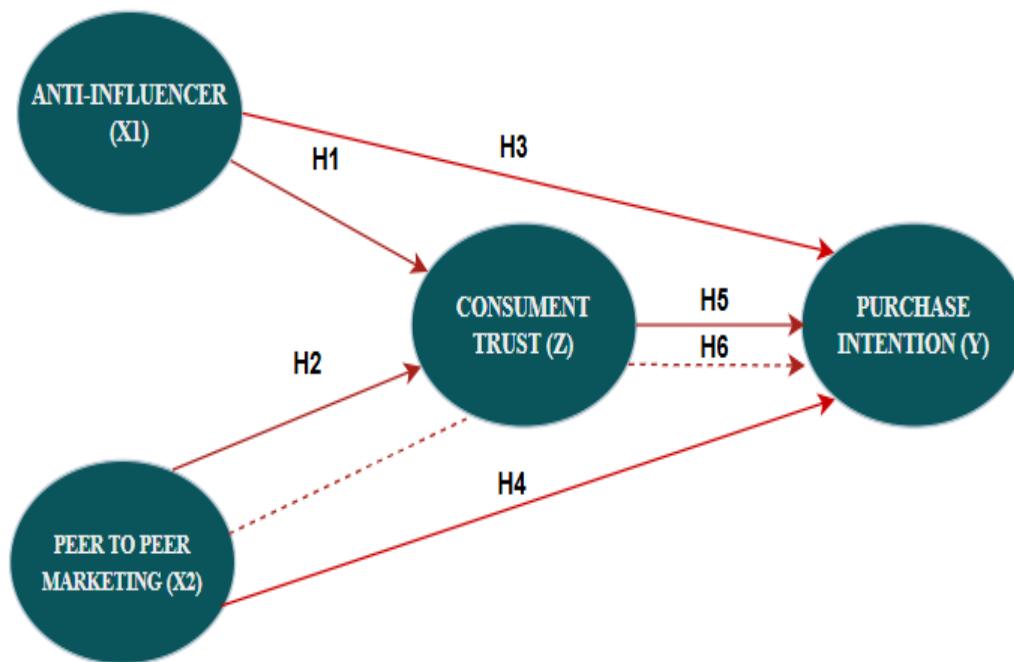 ANTI-INFLUENCER
(X1)
H1
H3
CONSUMENT
TRUST (Z)
H5
H6
PURCHASE
INTENTION (Y)
H2
H4
PEER TO PEER
MARKETING (X2)